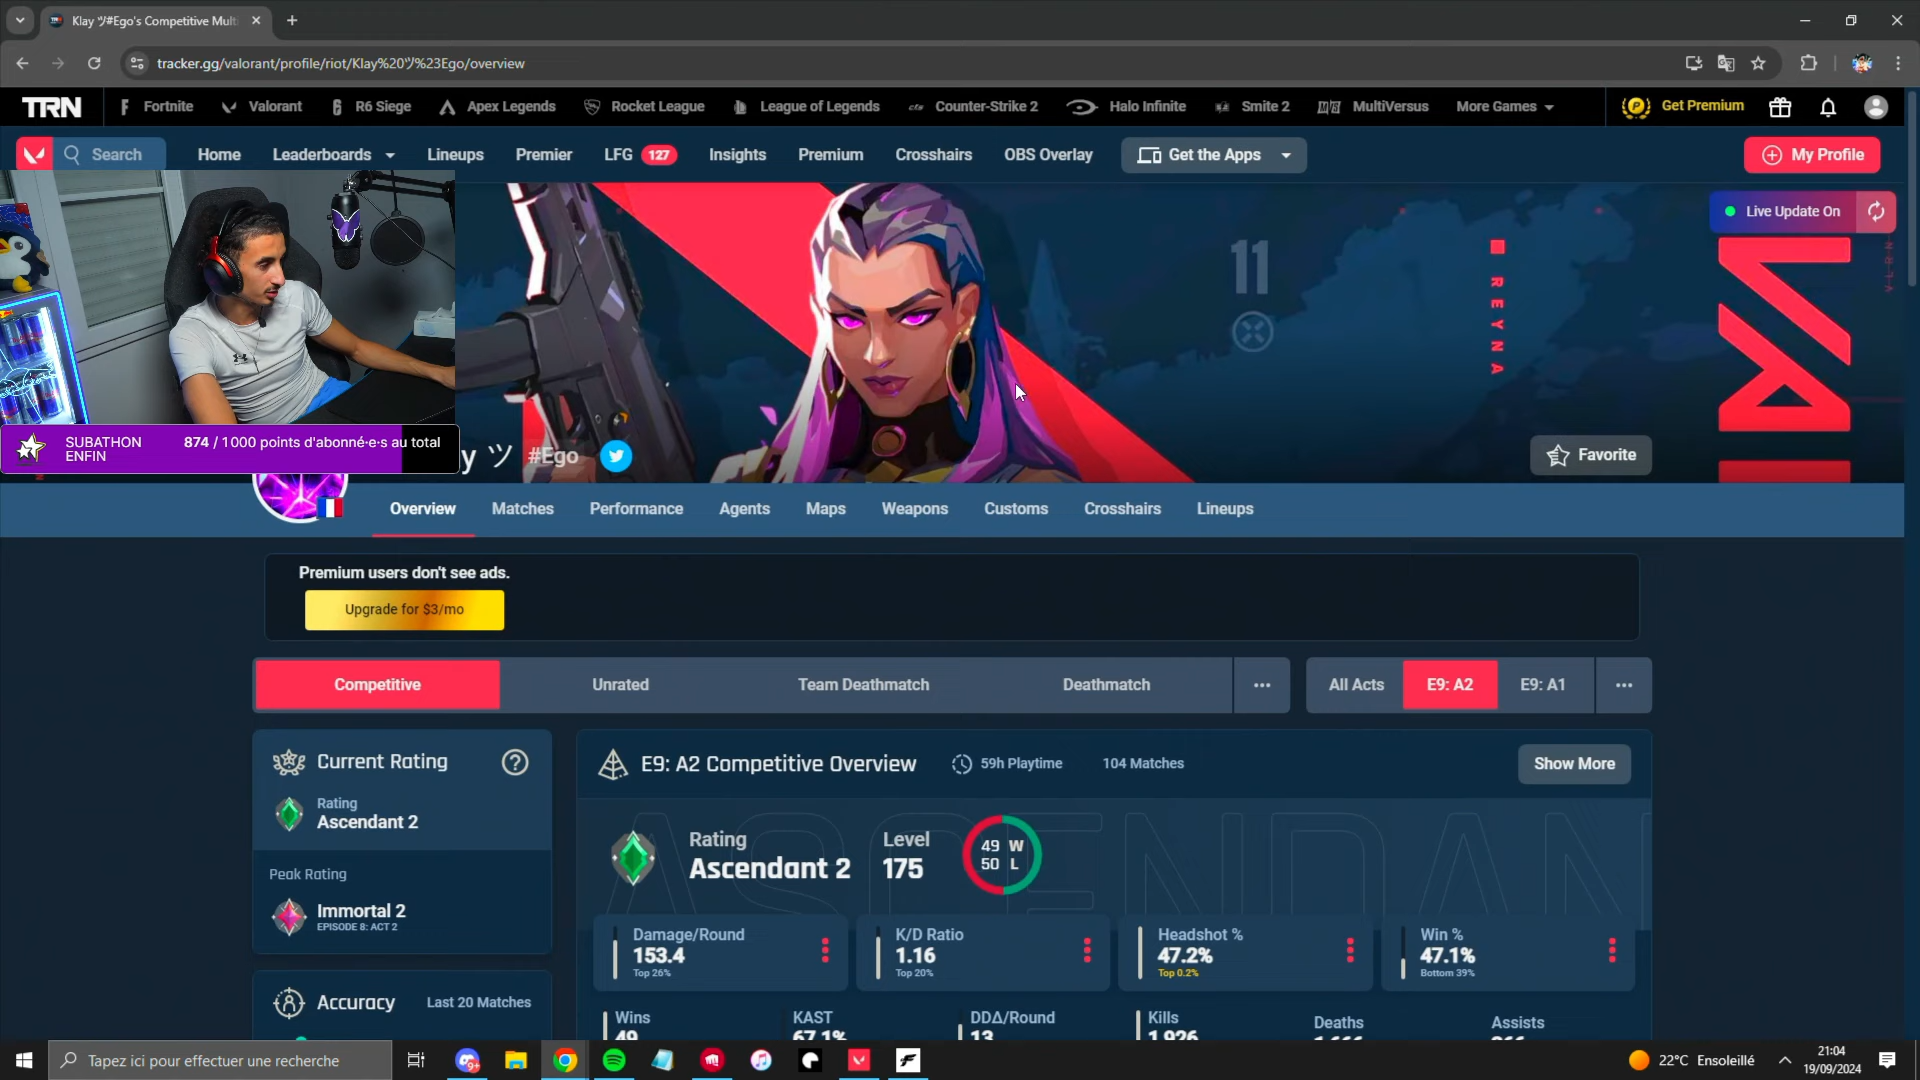 Klay ツ#Ego's Competitive Mult
tracker.gg/valorant/profile/riot/Klay%20ツ%23Ego/overview
TRN
Fortnite
Valorant
R6 Siege
Apex Legends
Rocket League
League of Legends
Counter-Strike 2
Halo Infinite
Smite 2
MultiVersus
More Games
Get Premium
Search
Home
Leaderboards
Lineups
Premier
LFG 127
Insights
Premium
Crosshairs
OBS Overlay
Get the Apps
My Profile
Live Update On
11
REYNA
SUBATHON ENFIN
874 / 1000 points d'abonné·e·s au total
y ツ #Ego
Favorite
Overview
Matches
Performance
Agents
Maps
Weapons
Customs
Crosshairs
Lineups
Premium users don't see ads.
Upgrade for $3/mo
Competitive
Unrated
Team Deathmatch
Deathmatch
All Acts
E9: A2
E9: A1
Current Rating
Rating
Ascendant 2
Peak Rating
Immortal 2
EPISODE 8: ACT 2
Accuracy
Last 20 Matches
E9: A2 Competitive Overview
59h Playtime
104 Matches
Show More
ASCENDAN
Rating
Ascendant 2
Level
175
49 W
50 L
Damage/Round
153.4
Top 26%
K/D Ratio
1.16
Top 20%
Headshot %
47.2%
Top 0.2%
Win %
47.1%
Bottom 39%
Wins
49
KAST
67.1%
DDΔ/Round
13
Kills
1,926
Deaths
Assists
Tapez ici pour effectuer une recherche
22°C Ensoleillé
21:04
19/09/2024